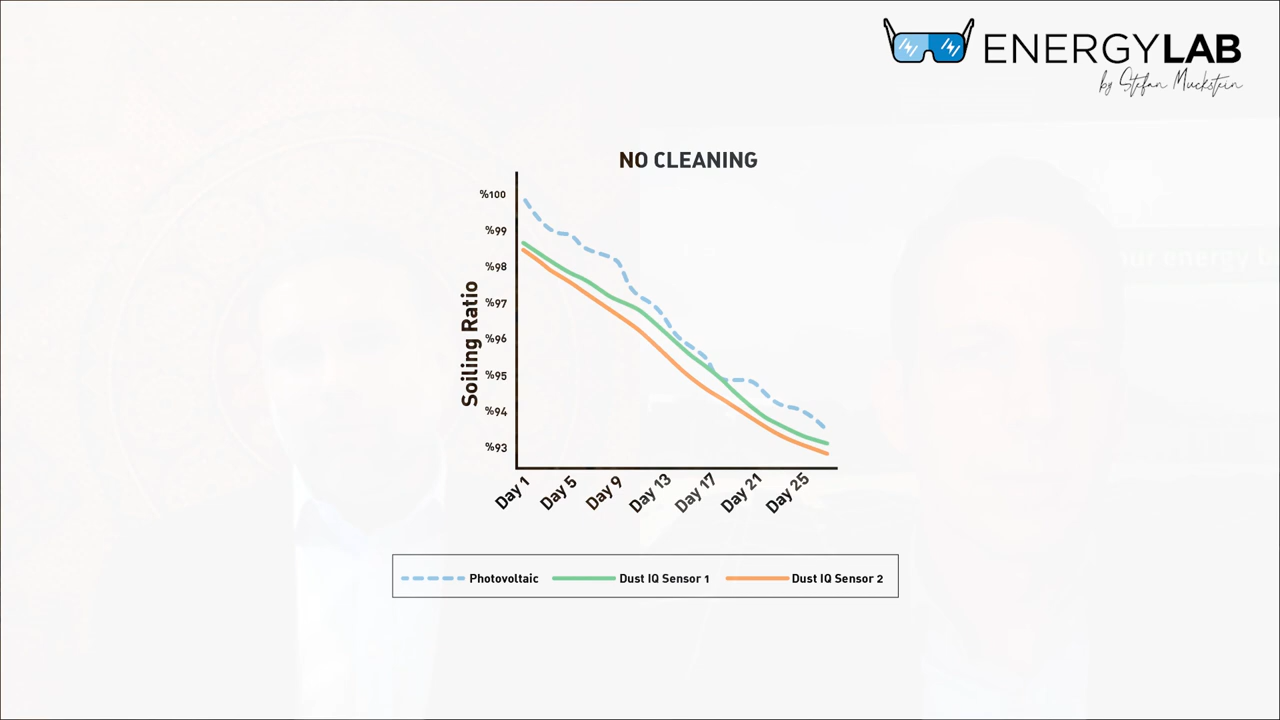 ENERGYLAB
by Stefan Muckstein
NO CLEANING
Soiling Ratio
%100
%99
%98
%97
%96
%95
%94
%93
Day 1
Day 5
Day 9
Day 13
Day 17
Day 21
Day 25
Photovoltaic
Dust IQ Sensor 1
Dust IQ Sensor 2